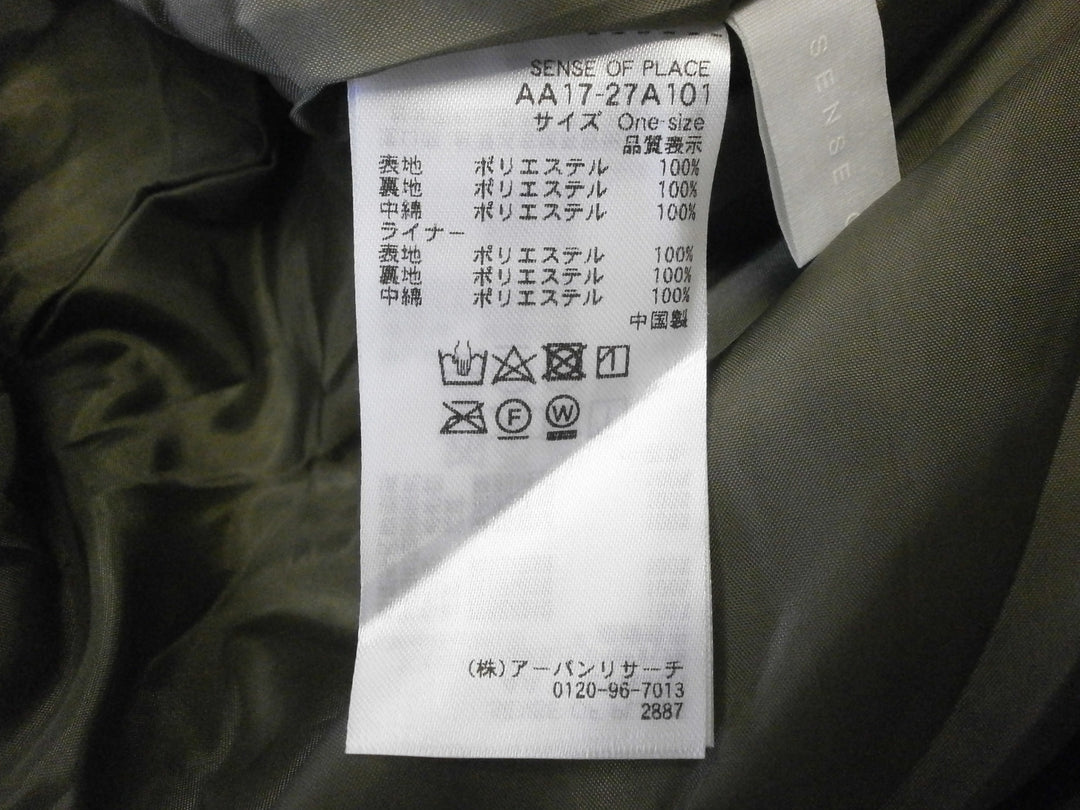 SENSE OF PLACE
AA17-27A101
サイズ One size
品質表示
表地 ポリエステル 100%
裏地 ポリエステル 100%
中綿 ポリエステル 100%
ライナー
表地 ポリエステル 100%
裏地 ポリエステル 100%
中綿 ポリエステル 100%
中国製
F W
(株)アーバンリサーチ
0120-96-7013
2887
SENSE